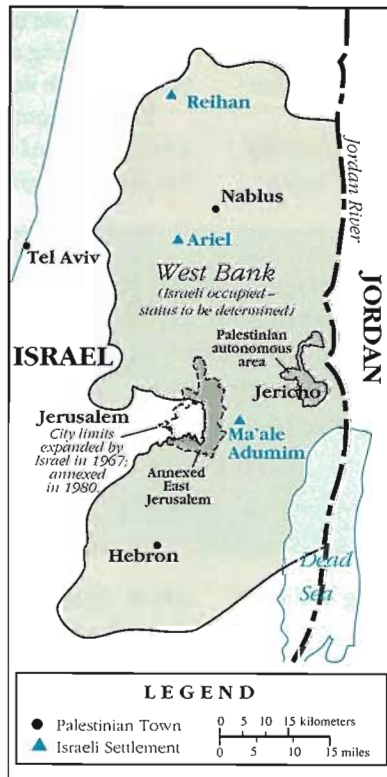 Reihan
Nablus
Jordan River
Ariel
Tel Aviv
West Bank
(Israeli occupied –
status to be determined)
JORDAN
Palestinian
autonomous
area
ISRAEL
Jericho
Jerusalem
City limits
expanded by
Israel in 1967;
annexed
in 1980.
Ma'ale
Adumim
Annexed
East
Jerusalem
Hebron
Dead
Sea
LEGEND
Palestinian Town
Israeli Settlement
0 5 10 15 kilometers
0 5 10 15 miles